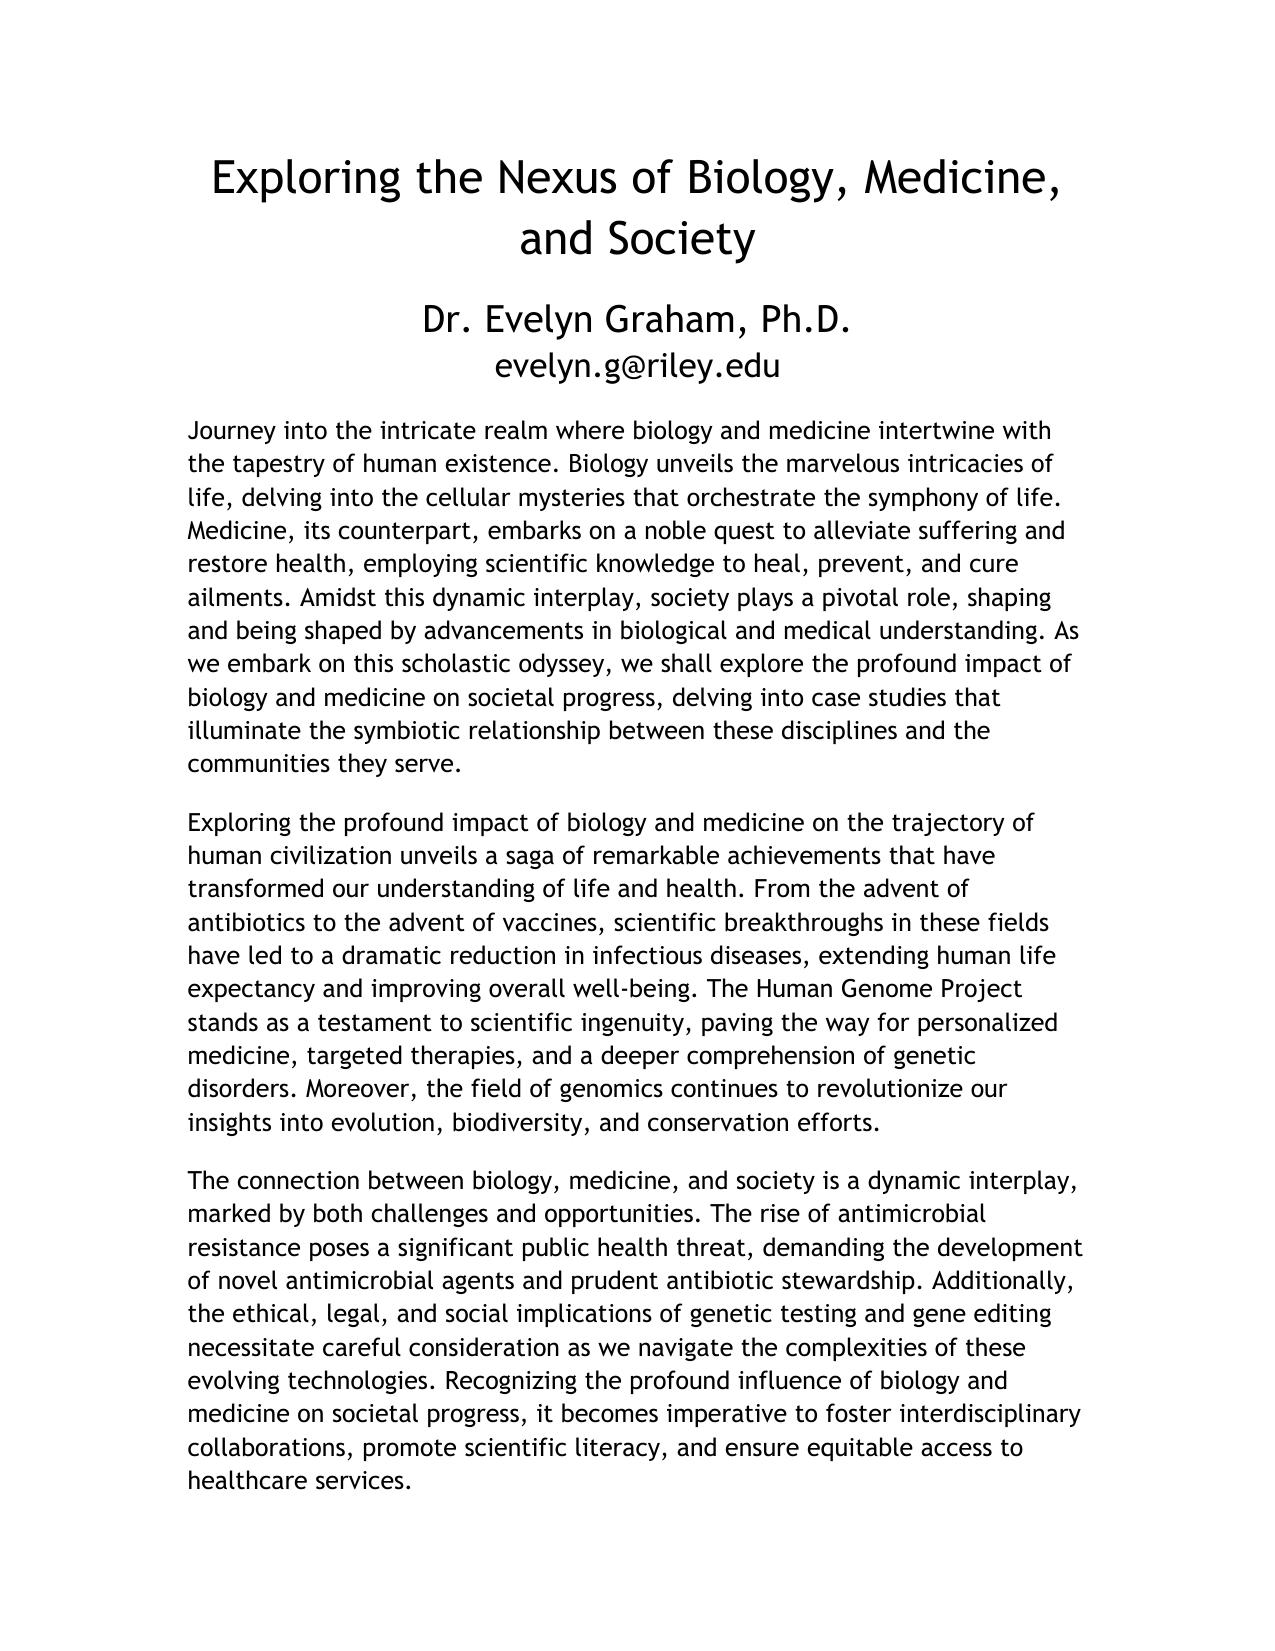 Exploring the Nexus of Biology, Medicine,
and Society
Dr. Evelyn Graham, Ph.D.
evelyn.g@riley.edu
Journey into the intricate realm where biology and medicine intertwine with
the tapestry of human existence. Biology unveils the marvelous intricacies of
life, delving into the cellular mysteries that orchestrate the symphony of life.
Medicine, its counterpart, embarks on a noble quest to alleviate suffering and
restore health, employing scientific knowledge to heal, prevent, and cure
ailments. Amidst this dynamic interplay, society plays a pivotal role, shaping
and being shaped by advancements in biological and medical understanding. As
we embark on this scholastic odyssey, we shall explore the profound impact of
biology and medicine on societal progress, delving into case studies that
illuminate the symbiotic relationship between these disciplines and the
communities they serve.
Exploring the profound impact of biology and medicine on the trajectory of
human civilization unveils a saga of remarkable achievements that have
transformed our understanding of life and health. From the advent of
antibiotics to the advent of vaccines, scientific breakthroughs in these fields
have led to a dramatic reduction in infectious diseases, extending human life
expectancy and improving overall well-being. The Human Genome Project
stands as a testament to scientific ingenuity, paving the way for personalized
medicine, targeted therapies, and a deeper comprehension of genetic
disorders. Moreover, the field of genomics continues to revolutionize our
insights into evolution, biodiversity, and conservation efforts.
The connection between biology, medicine, and society is a dynamic interplay,
marked by both challenges and opportunities. The rise of antimicrobial
resistance poses a significant public health threat, demanding the development
of novel antimicrobial agents and prudent antibiotic stewardship. Additionally,
the ethical, legal, and social implications of genetic testing and gene editing
necessitate careful consideration as we navigate the complexities of these
evolving technologies. Recognizing the profound influence of biology and
medicine on societal progress, it becomes imperative to foster interdisciplinary
collaborations, promote scientific literacy, and ensure equitable access to
healthcare services.